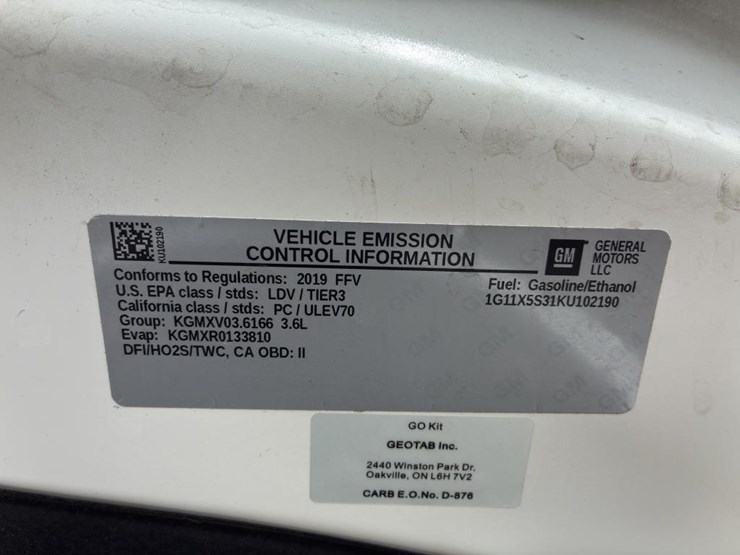 KU102190
VEHICLE EMISSION
CONTROL INFORMATION
GM
GENERAL
MOTORS
LLC
Conforms to Regulations: 2019 FFV
U.S. EPA class / stds: LDV / TIER3
California class / stds: PC / ULEV70
Group: KGMXV03.6166 3.6L
Evap: KGMXR0133810
DFI/HO2S/TWC, CA OBD: II
Fuel: Gasoline/Ethanol
1G11X5S31KU102190
GO Kit
GEOTAB Inc.
2440 Winston Park Dr.
Oakville, ON L6H 7V2
CARB E.O.No. D-876